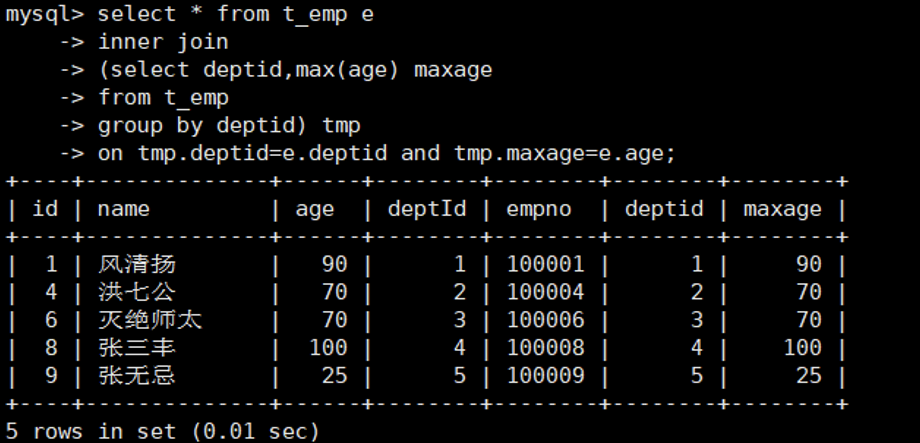 mysql> select * from t_emp e
    -> inner join
    -> (select deptid,max(age) maxage
    -> from t_emp
    -> group by deptid) tmp
    -> on tmp.deptid=e.deptid and tmp.maxage=e.age;
+----+--------------+------+--------+--------+--------+--------+
| id | name         | age  | deptId | empno  | deptid | maxage |
+----+--------------+------+--------+--------+--------+--------+
|  1 | 风清扬       |   90 |      1 | 100001 |      1 |     90 |
|  4 | 洪七公       |   70 |      2 | 100004 |      2 |     70 |
|  6 | 灭绝师太     |   70 |      3 | 100006 |      3 |     70 |
|  8 | 张三丰       |  100 |      4 | 100008 |      4 |    100 |
|  9 | 张无忌       |   25 |      5 | 100009 |      5 |     25 |
+----+--------------+------+--------+--------+--------+--------+
5 rows in set (0.01 sec)